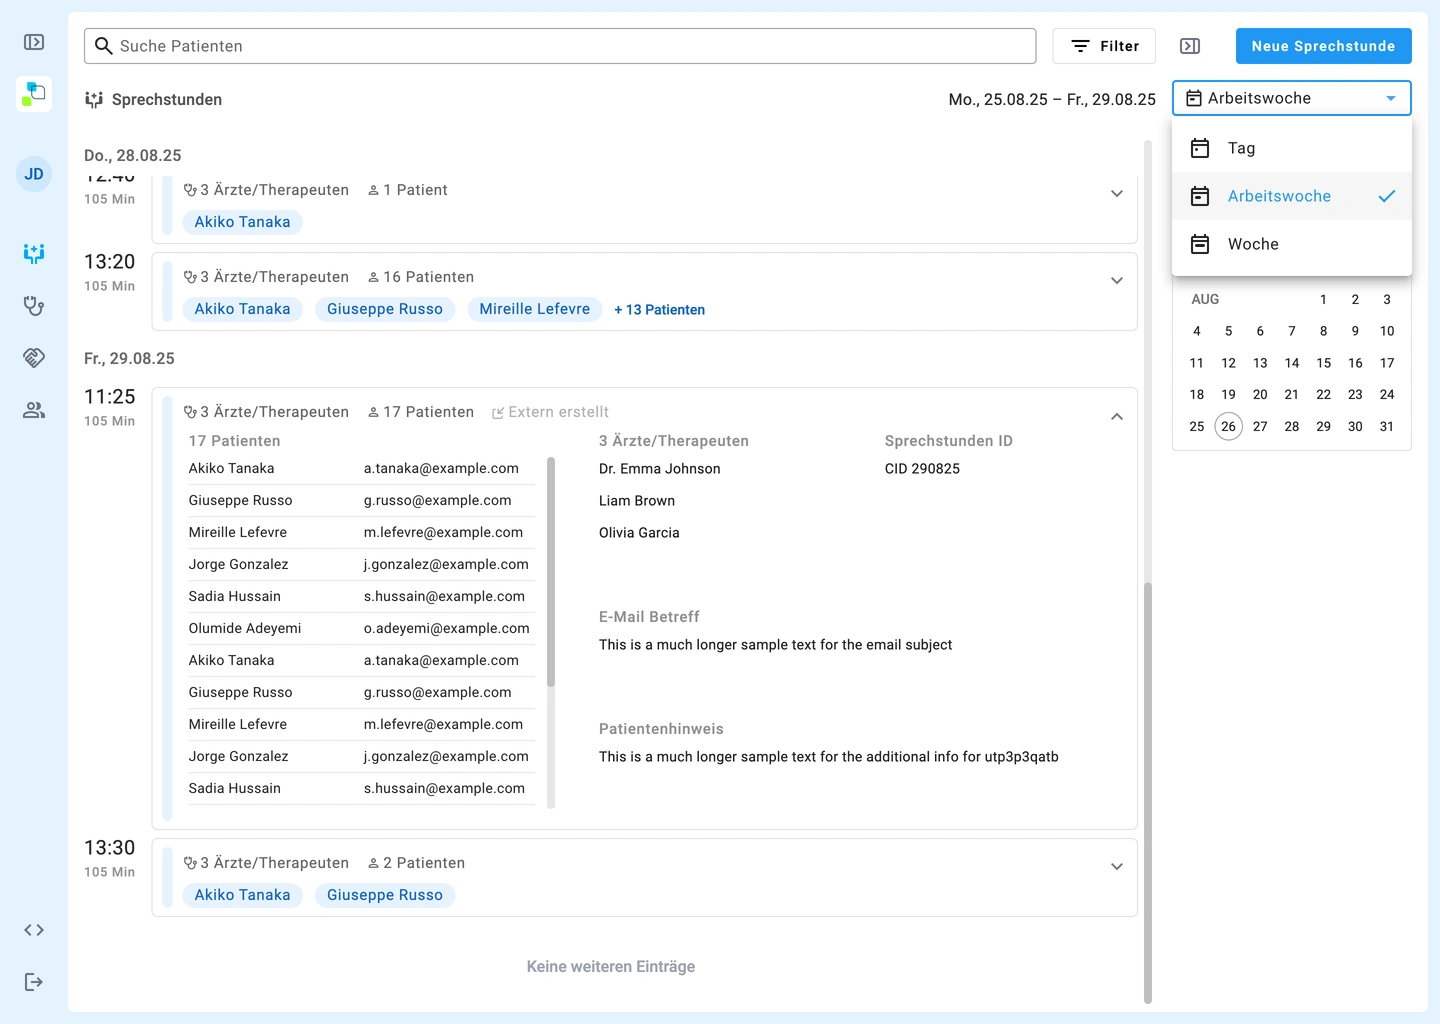 Suche Patienten
Filter
Neue Sprechstunde
JD
Sprechstunden
Mo., 25.08.25 – Fr., 29.08.25
Arbeitswoche
Tag
Arbeitswoche
Woche
AUG 1 2 3
4 5 6 7 8 9 10
11 12 13 14 15 16 17
18 19 20 21 22 23 24
25 26 27 28 29 30 31
Do., 28.08.25
12:40
105 Min
3 Ärzte/Therapeuten 1 Patient
Akiko Tanaka
13:20
105 Min
3 Ärzte/Therapeuten 16 Patienten
Akiko Tanaka Giuseppe Russo Mireille Lefevre + 13 Patienten
Fr., 29.08.25
11:25
105 Min
3 Ärzte/Therapeuten 17 Patienten Extern erstellt
17 Patienten
Akiko Tanaka a.tanaka@example.com
Giuseppe Russo g.russo@example.com
Mireille Lefevre m.lefevre@example.com
Jorge Gonzalez j.gonzalez@example.com
Sadia Hussain s.hussain@example.com
Olumide Adeyemi o.adeyemi@example.com
Akiko Tanaka a.tanaka@example.com
Giuseppe Russo g.russo@example.com
Mireille Lefevre m.lefevre@example.com
Jorge Gonzalez j.gonzalez@example.com
Sadia Hussain s.hussain@example.com
3 Ärzte/Therapeuten
Dr. Emma Johnson
Liam Brown
Olivia Garcia
Sprechstunden ID
CID 290825
E-Mail Betreff
This is a much longer sample text for the email subject
Patientenhinweis
This is a much longer sample text for the additional info for utp3p3qatb
13:30
105 Min
3 Ärzte/Therapeuten 2 Patienten
Akiko Tanaka Giuseppe Russo
Keine weiteren Einträge